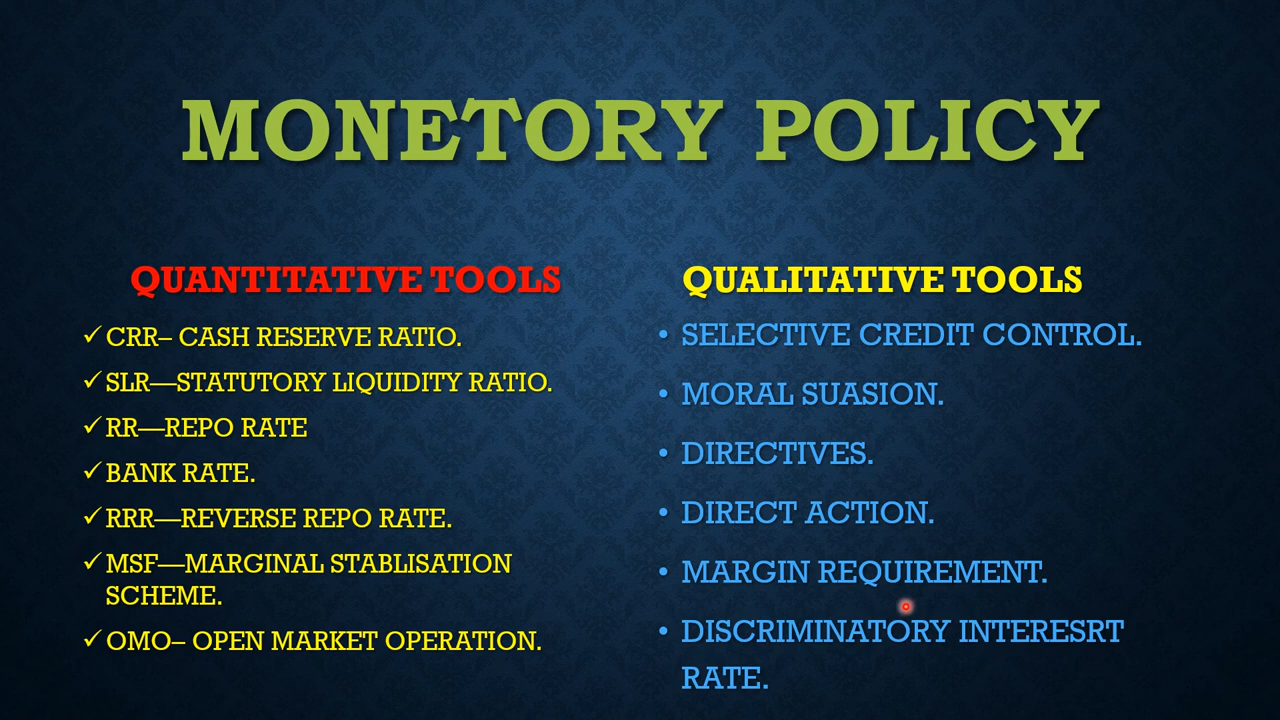 MONETORY POLICY
QUANTITATIVE TOOLS
CRR– CASH RESERVE RATIO.
SLR—STATUTORY LIQUIDITY RATIO.
RR—REPO RATE
BANK RATE.
RRR—REVERSE REPO RATE.
MSF—MARGINAL STABLISATION
SCHEME.
OMO– OPEN MARKET OPERATION.
QUALITATIVE TOOLS
SELECTIVE CREDIT CONTROL.
MORAL SUASION.
DIRECTIVES.
DIRECT ACTION.
MARGIN REQUIREMENT.
DISCRIMINATORY INTERESRT
RATE.